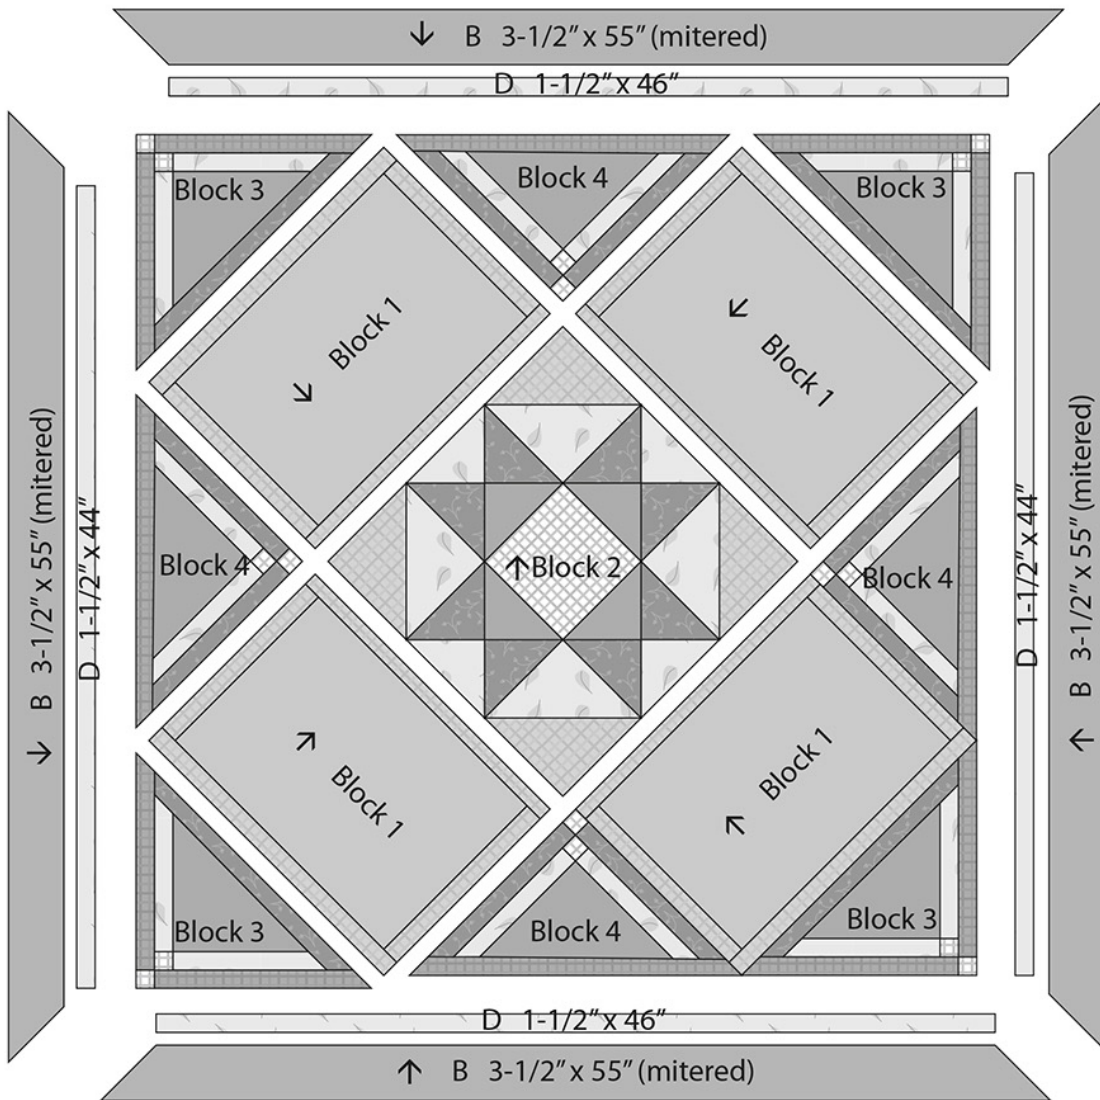 ↓ B 3-1/2” x 55” (mitered)
D 1-1/2” x 46”
Block 3
Block 4
Block 3
Block 1
↙ Block 1
↘ Block 1
↓ B 3-1/2” x 55” (mitered)
D 1-1/2” x 44”
Block 4
↑Block 2
Block 4
D 1-1/2” x 44”
↑ B 3-1/2” x 55” (mitered)
↗ Block 1
↖ Block 1
Block 3
Block 4
Block 3
D 1-1/2” x 46”
↑ B 3-1/2” x 55” (mitered)